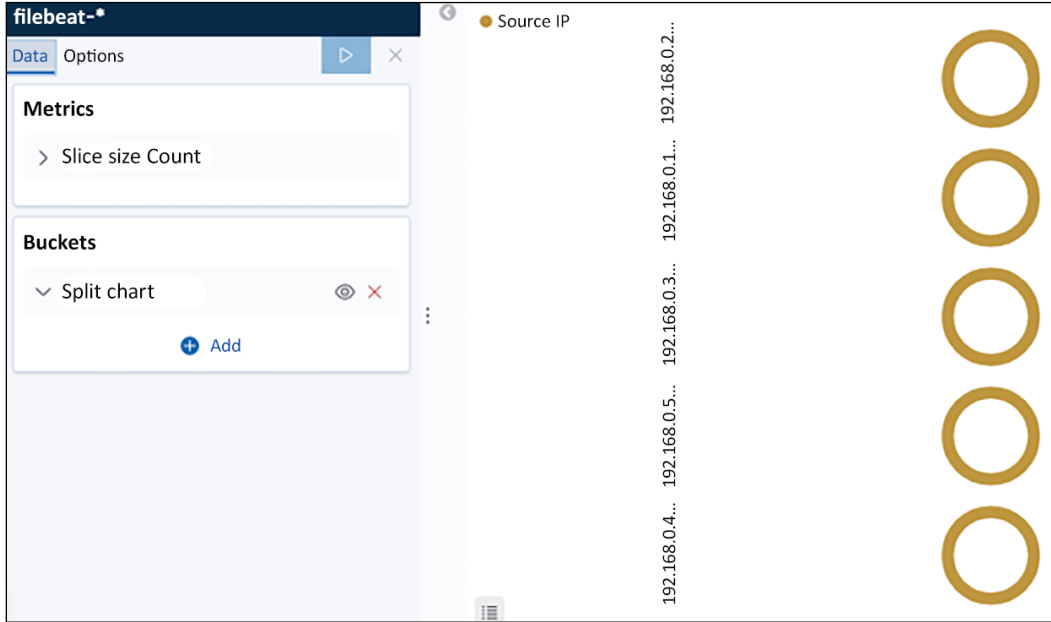 filebeat-*
Data Options
Metrics
Slice size Count
Buckets
Split chart
Add
Source IP
192.168.0.2...
192.168.0.1...
192.168.0.3...
192.168.0.5...
192.168.0.4...